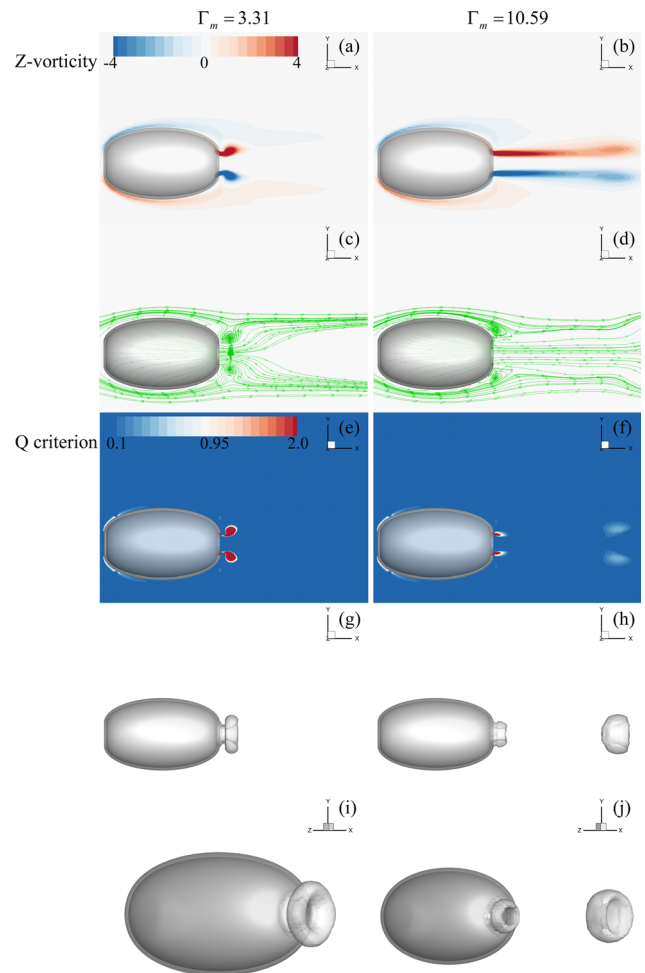 Γm = 3.31 Γm = 10.59
(a) (b)
Z-vorticity -4 0 4
Y Z X Y Z X
(c) (d)
Y Z X Y Z X
Q criterion 0.1 0.95 2.0 (e) (f)
Y Z X Y Z X
(g) (h)
Y Z X Y Z X
(i) (j)
Y Z X Y Z X